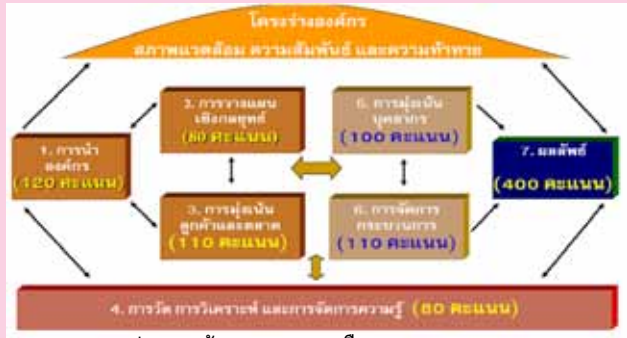 โครงร่างองค์กร
สภาพแวดล้อม ความสัมพันธ์ และความท้าทาย
2. การวางแผน
เชิงกลยุทธ์
(80 คะแนน)
5. การมุ่งเน้น
บุคลากร
(100 คะแนน)
1. การนำ
องค์กร
(120 คะแนน)
7. ผลลัพธ์
(400 คะแนน)
3. การมุ่งเน้น
ลูกค้าและตลาด
(110 คะแนน)
6. การจัดการ
กระบวนการ
(110 คะแนน)
4. การวัด การวิเคราะห์ และการจัดการความรู้ (80 คะแนน)